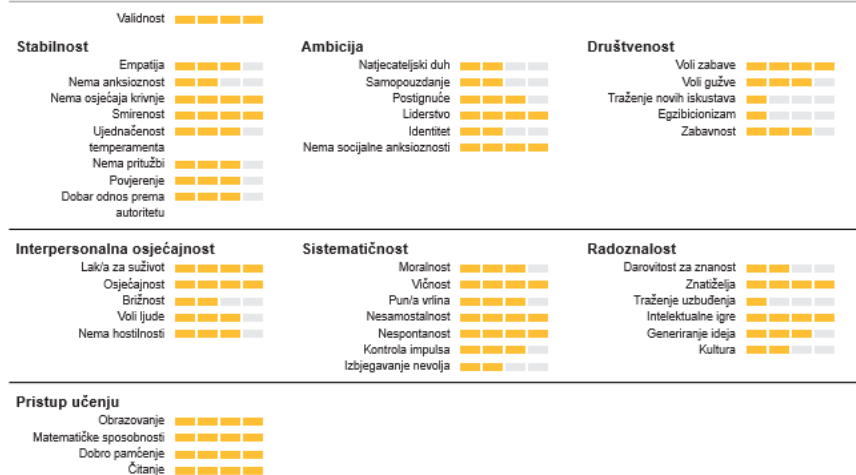 Validnost
Stabilnost
Empatija
Nema anksioznost
Nema osjećaja krivnje
Smirenost
Ujednačenost
temperamenta
Nema pritužbi
Povjerenje
Dobar odnos prema
autoritetu
Ambicija
Natjecateljski duh
Samopouzdanje
Postignuće
Liderstvo
Identitet
Nema socijalne anksioznosti
Društvenost
Voli zabave
Voli gužve
Traženje novih iskustava
Egzibicionizam
Zabavnost
Interpersonalna osjećajnost
Lak/a za suživot
Osjećajnost
Brižnost
Voli ljude
Nema hostilnosti
Sistematičnost
Moralnost
Vičnost
Pun/a vrlina
Nesamostalnost
Nespontanost
Kontrola impulsa
Izbjegavanje nevolja
Radoznalost
Darovitost za znanost
Znatiželja
Traženje uzbuđenja
Intelektualne igre
Generiranje ideja
Kultura
Pristup učenju
Obrazovanje
Matematičke sposobnosti
Dobro pamćenje
Čitanje